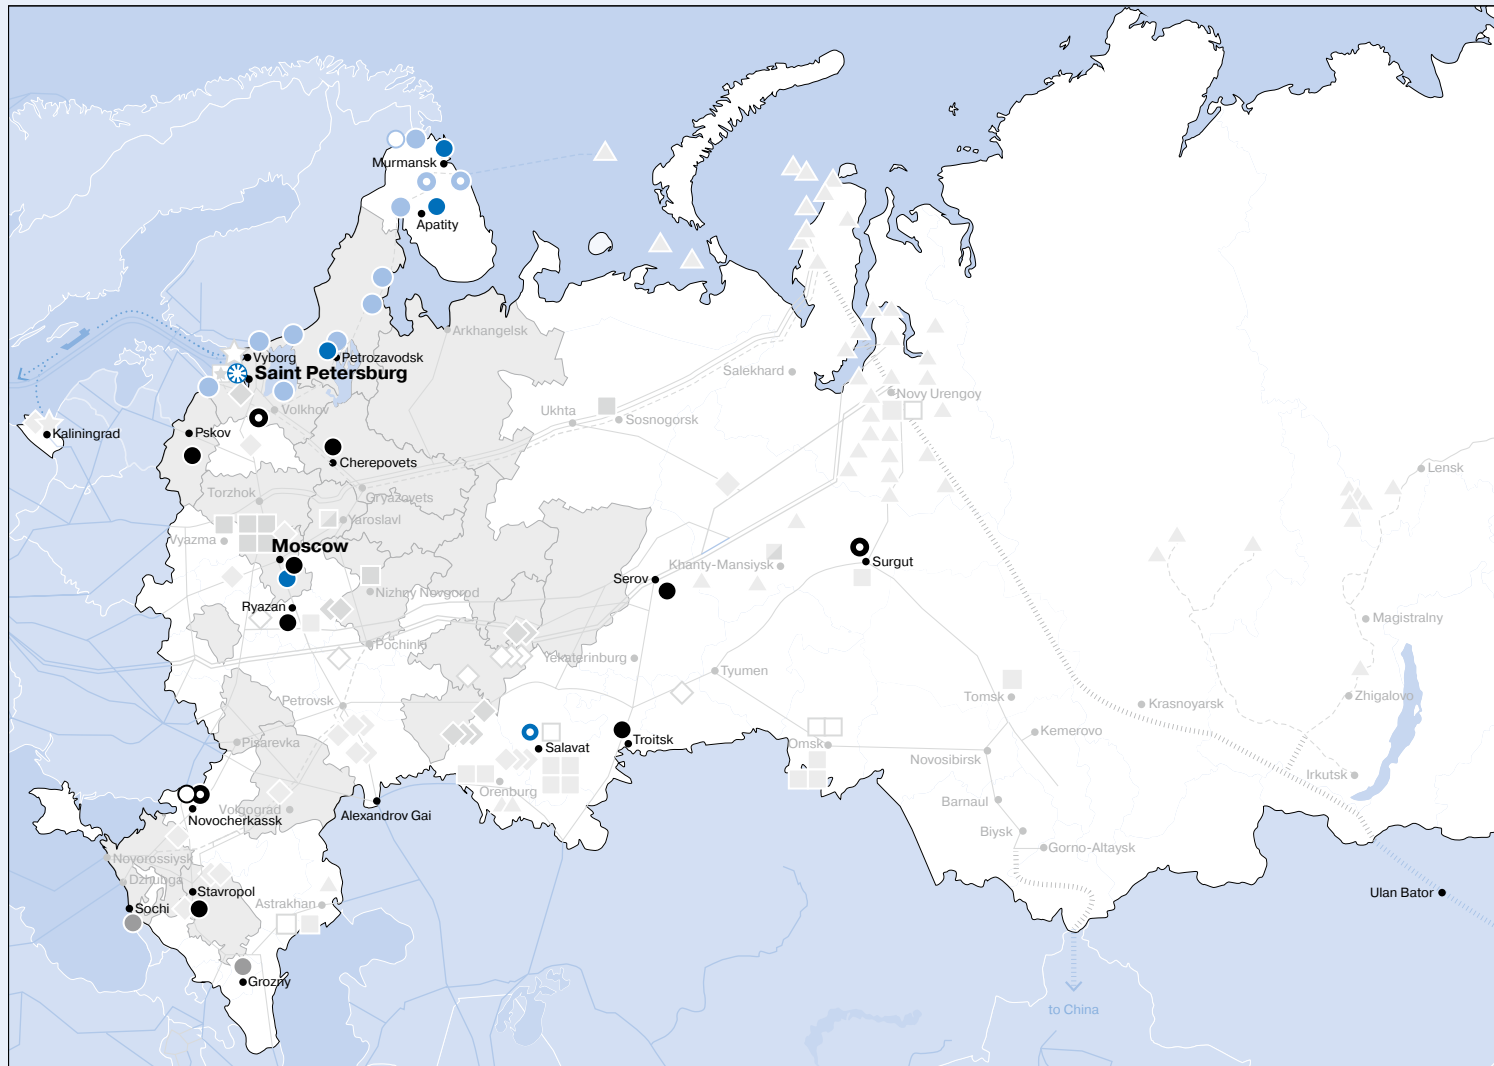 Murmansk
Apatity
Arkhangelsk
Vyborg
Petrozavodsk
Saint Petersburg
Salekhard
Novy Urengoy
Volkhov
Ukhta
Sosnogorsk
Kaliningrad
Pskov
Cherepovets
Lensk
Torzhok
Gryazovets
Yaroslavl
Vyazma
Moscow
Khanty-Mansiysk
Surgut
Serov
Nizhny Novgorod
Ryazan
Magistralny
Pochinki
Yekaterinburg
Tyumen
Petrovsk
Tomsk
Krasnoyarsk
Zhigalovo
Kemerovo
Pisarevka
Salavat
Troitsk
Omsk
Novosibirsk
Irkutsk
Orenburg
Barnaul
Volgograd
Novocherkassk
Alexandrov Gai
Biysk
Gorno-Altaysk
Novorossiysk
Dzhubga
Stavropol
Ulan Bator
Sochi
Astrakhan
Grozny
to China